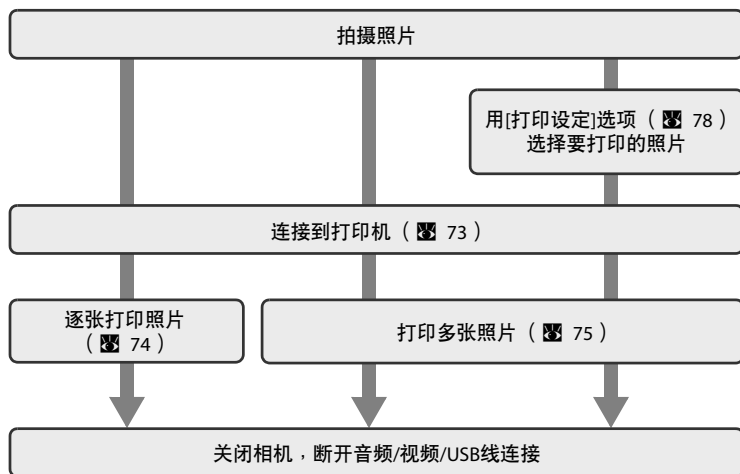 拍摄照片
用[打印设定]选项（ 78 ）
选择要打印的照片
连接到打印机（ 73 ）
逐张打印照片
（ 74 ）
打印多张照片（ 75 ）
关闭相机，断开音频/视频/USB线连接